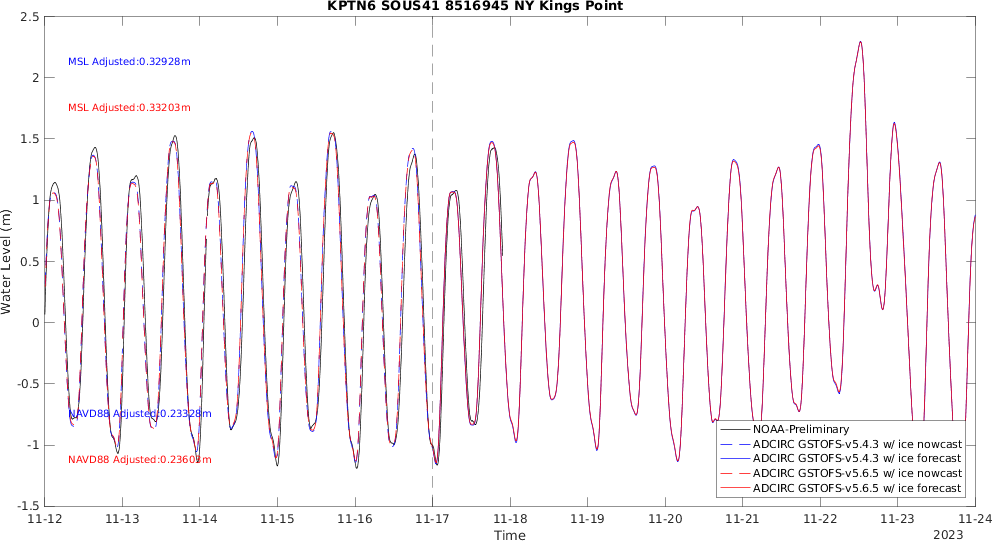 KPTN6 SOUS41 8516945 NY Kings Point
2.5
2
1.5
1
0.5
0
-0.5
-1
-1.5
Water Level (m)
MSL Adjusted:0.32928m
MSL Adjusted:0.33203m
NAVD88 Adjusted:0.23328m
NAVD88 Adjusted:0.23603m
NOAA-Preliminary
ADCIRC GSTOFS-v5.4.3 w/ ice nowcast
ADCIRC GSTOFS-v5.4.3 w/ ice forecast
ADCIRC GSTOFS-v5.6.5 w/ ice nowcast
ADCIRC GSTOFS-v5.6.5 w/ ice forecast
11-12 11-13 11-14 11-15 11-16 11-17 11-18 11-19 11-20 11-21 11-22 11-23 11-24
Time
2023